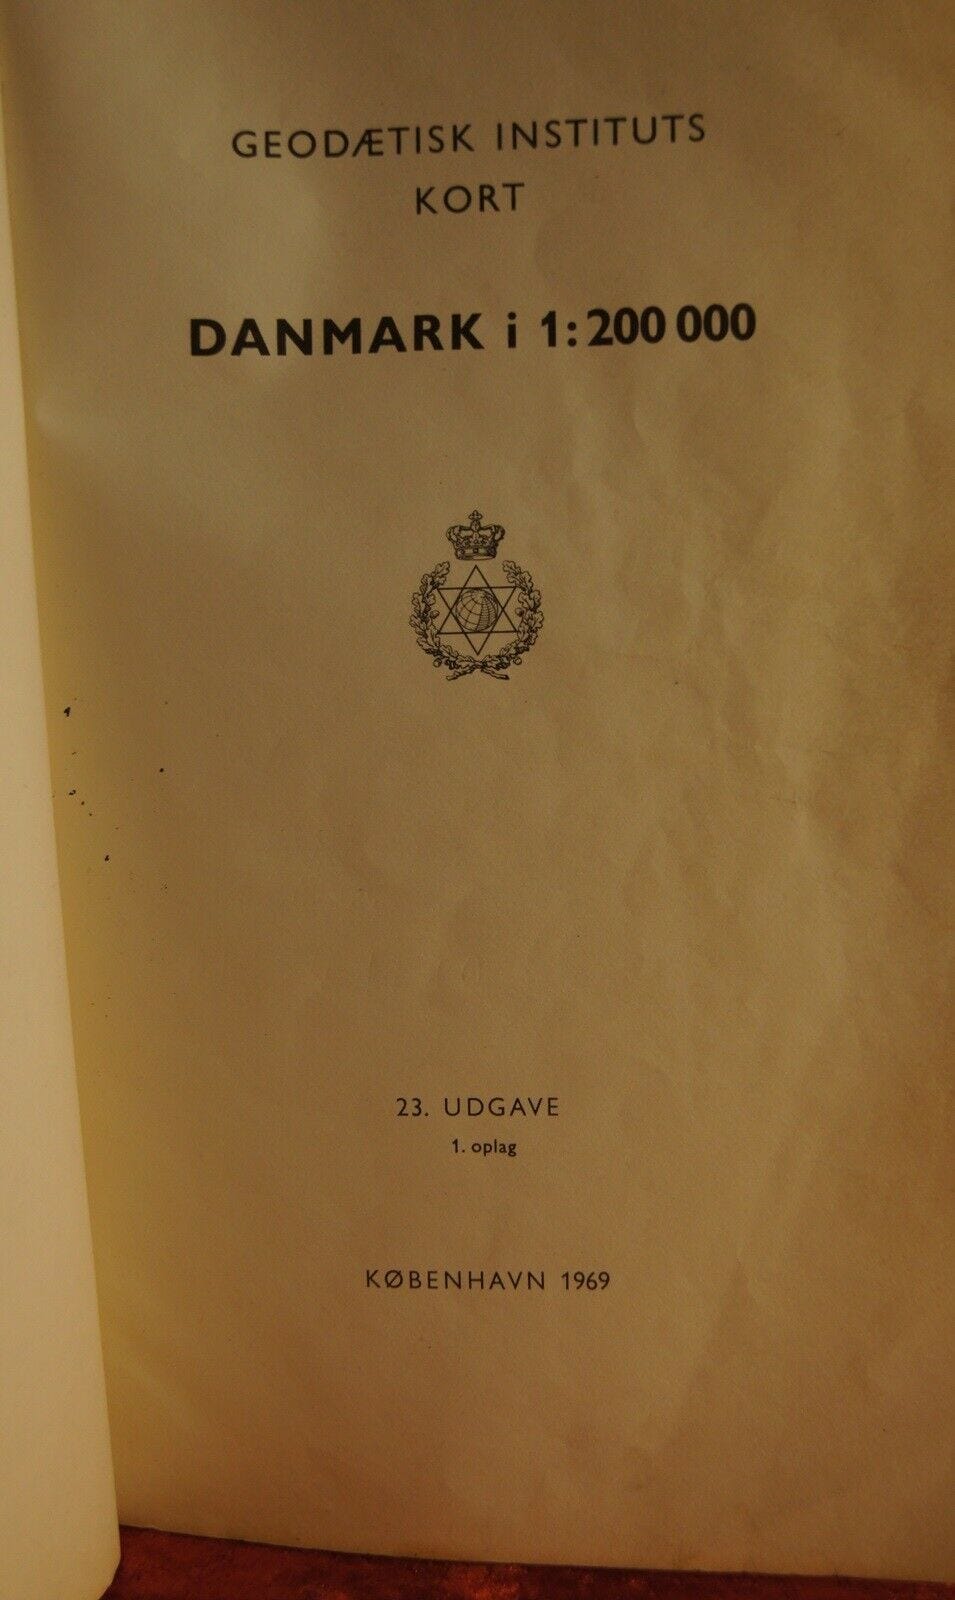 GEODÆTISK INSTITUTS
KORT
DANMARK i 1:200 000
23. UDGAVE
1. oplag
KØBENHAVN 1969